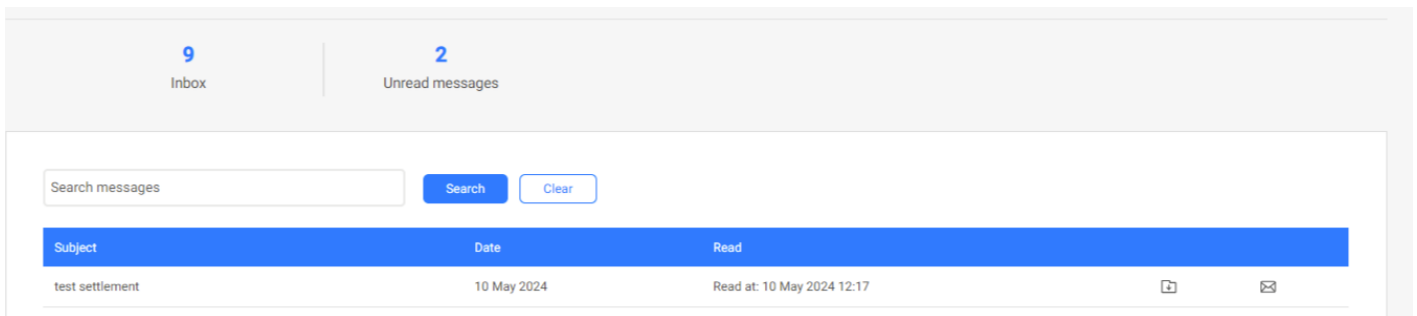 9
Inbox
2
Unread messages
Search messages
Search
Clear
Subject Date Read
test settlement 10 May 2024 Read at: 10 May 2024 12:17